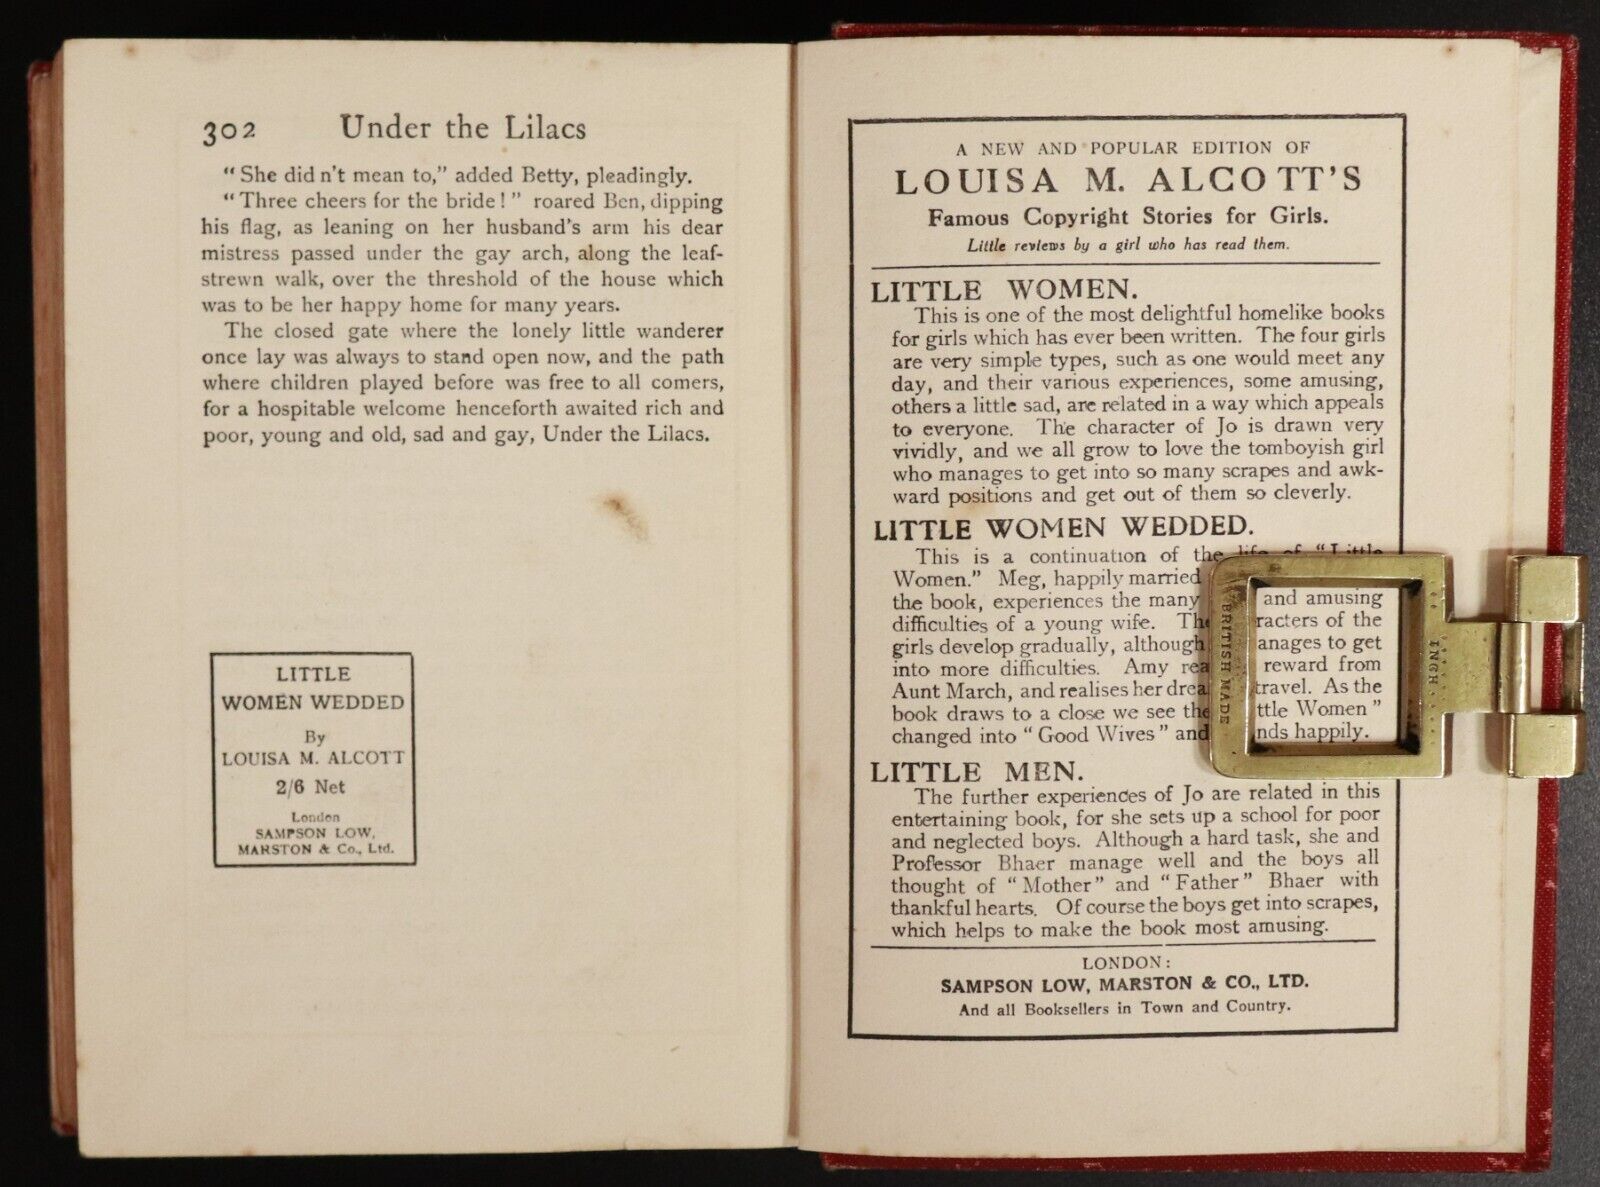 302 Under the Lilacs
“ She did n't mean to,” added Betty, pleadingly.
“ Three cheers for the bride ! ” roared Ben, dipping
his flag, as leaning on her husband's arm his dear
mistress passed under the gay arch, along the leaf-
strewn walk, over the threshold of the house which
was to be her happy home for many years.
The closed gate where the lonely little wanderer
once lay was always to stand open now, and the path
where children played before was free to all comers,
for a hospitable welcome henceforth awaited rich and
poor, young and old, sad and gay, Under the Lilacs.
LITTLE
WOMEN WEDDED
By
LOUISA M. ALCOTT
2/6 Net
London
SAMPSON LOW,
MARSTON & Co., Ltd.
A NEW AND POPULAR EDITION OF
LOUISA M. ALCOTT'S
Famous Copyright Stories for Girls.
Little reviews by a girl who has read them.
LITTLE WOMEN.
This is one of the most delightful homelike books
for girls which has ever been written. The four girls
are very simple types, such as one would meet any
day, and their various experiences, some amusing,
others a little sad, are related in a way which appeals
to everyone. The character of Jo is drawn very
vividly, and we all grow to love the tomboyish girl
who manages to get into so many scrapes and awk-
ward positions and get out of them so cleverly.
LITTLE WOMEN WEDDED.
This is a continuation of the life of “ Little
Women.” Meg, happily married
the book, experiences the many and amusing
difficulties of a young wife. racters of the
girls develop gradually, although anages to get
into more difficulties. Amy reward from
Aunt March, and realises her travel. As the
book draws to a close we see the ttle Women ”
changed into “ Good Wives ” and nds happily.
LITTLE MEN.
The further experiences of Jo are related in this
entertaining book, for she sets up a school for poor
and neglected boys. Although a hard task, she and
Professor Bhaer manage well and the boys all
thought of “ Mother ” and “ Father ” Bhaer with
thankful hearts. Of course the boys get into scrapes,
which helps to make the book most amusing.
LONDON:
SAMPSON LOW, MARSTON & CO., LTD.
And all Booksellers in Town and Country.
BRITISH MADE